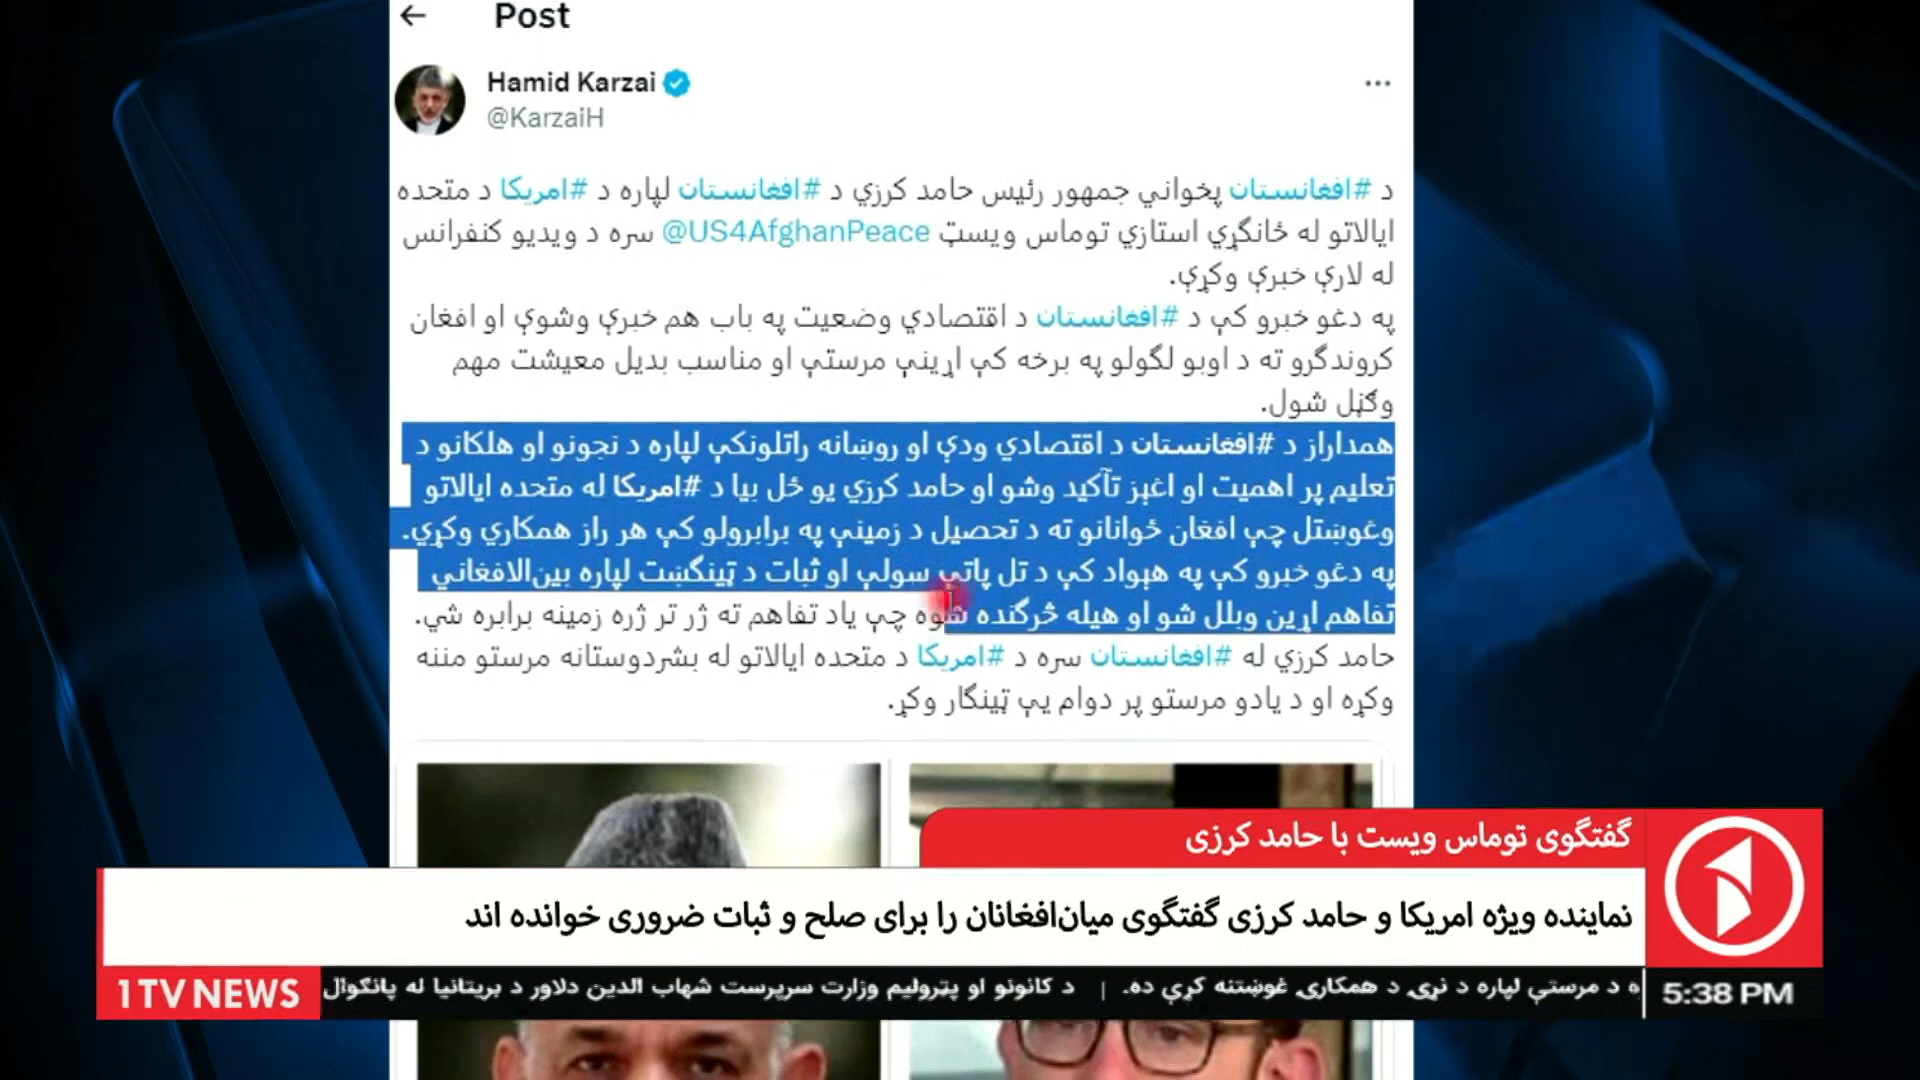 Post
Hamid Karzai
@KarzaiH
د #افغانستان پخواني جمهور رئیس حامد کرزي د #افغانستان لپاره د #امریکا د متحده
ایالاتو له ځانګړي استازي توماس ویسټ @US4AfghanPeace سره د ویدیو کنفرانس
له لارې خبرې وکړې.
په دغو خبرو کې د #افغانستان د اقتصادي وضعیت په باب هم خبرې وشوې او افغان
کروندګرو ته د اوبو لګولو په برخه کې اړینې مرستې او مناسب بدیل معیشت مهم
وګڼل شول.
همداراز د #افغانستان د اقتصادي ودې او روښانه راتلونکې لپاره د نجونو او هلکانو د
تعلیم پر اهمیت او اغېز تآکید وشو او حامد کرزي یو ځل بیا د #امریکا له متحده ایالاتو
وغوښتل چې افغان ځوانانو ته د تحصیل د زمینې په برابرولو کې هر راز همکاري وکړي.
په دغو خبرو کې په هېواد کې د تل پاتې سولې او ثبات د ټینګښت لپاره بین‌الافغاني
تفاهم اړین وبلل شو او هیله څرګنده شوه چې یاد تفاهم ته ژر تر ژره زمینه برابره شي.
حامد کرزي له #افغانستان سره د #امریکا د متحده ایالاتو له بشردوستانه مرستو مننه
وکړه او د یادو مرستو پر دوام یې ټینګار وکړ.
گفتگوی توماس ویست با حامد کرزی
نماینده ویژه امریکا و حامد کرزی گفتگوی میان‌افغانان را برای صلح و ثبات ضروری خوانده اند
1TV NEWS
ه د مرستې لپاره د نړۍ د همکارۍ غوښتنه کړې ده. | د کانونو او پټرولیم وزارت سرپرست شهاب الدین دلاور د بریتانیا له پانګوال
5:38 PM